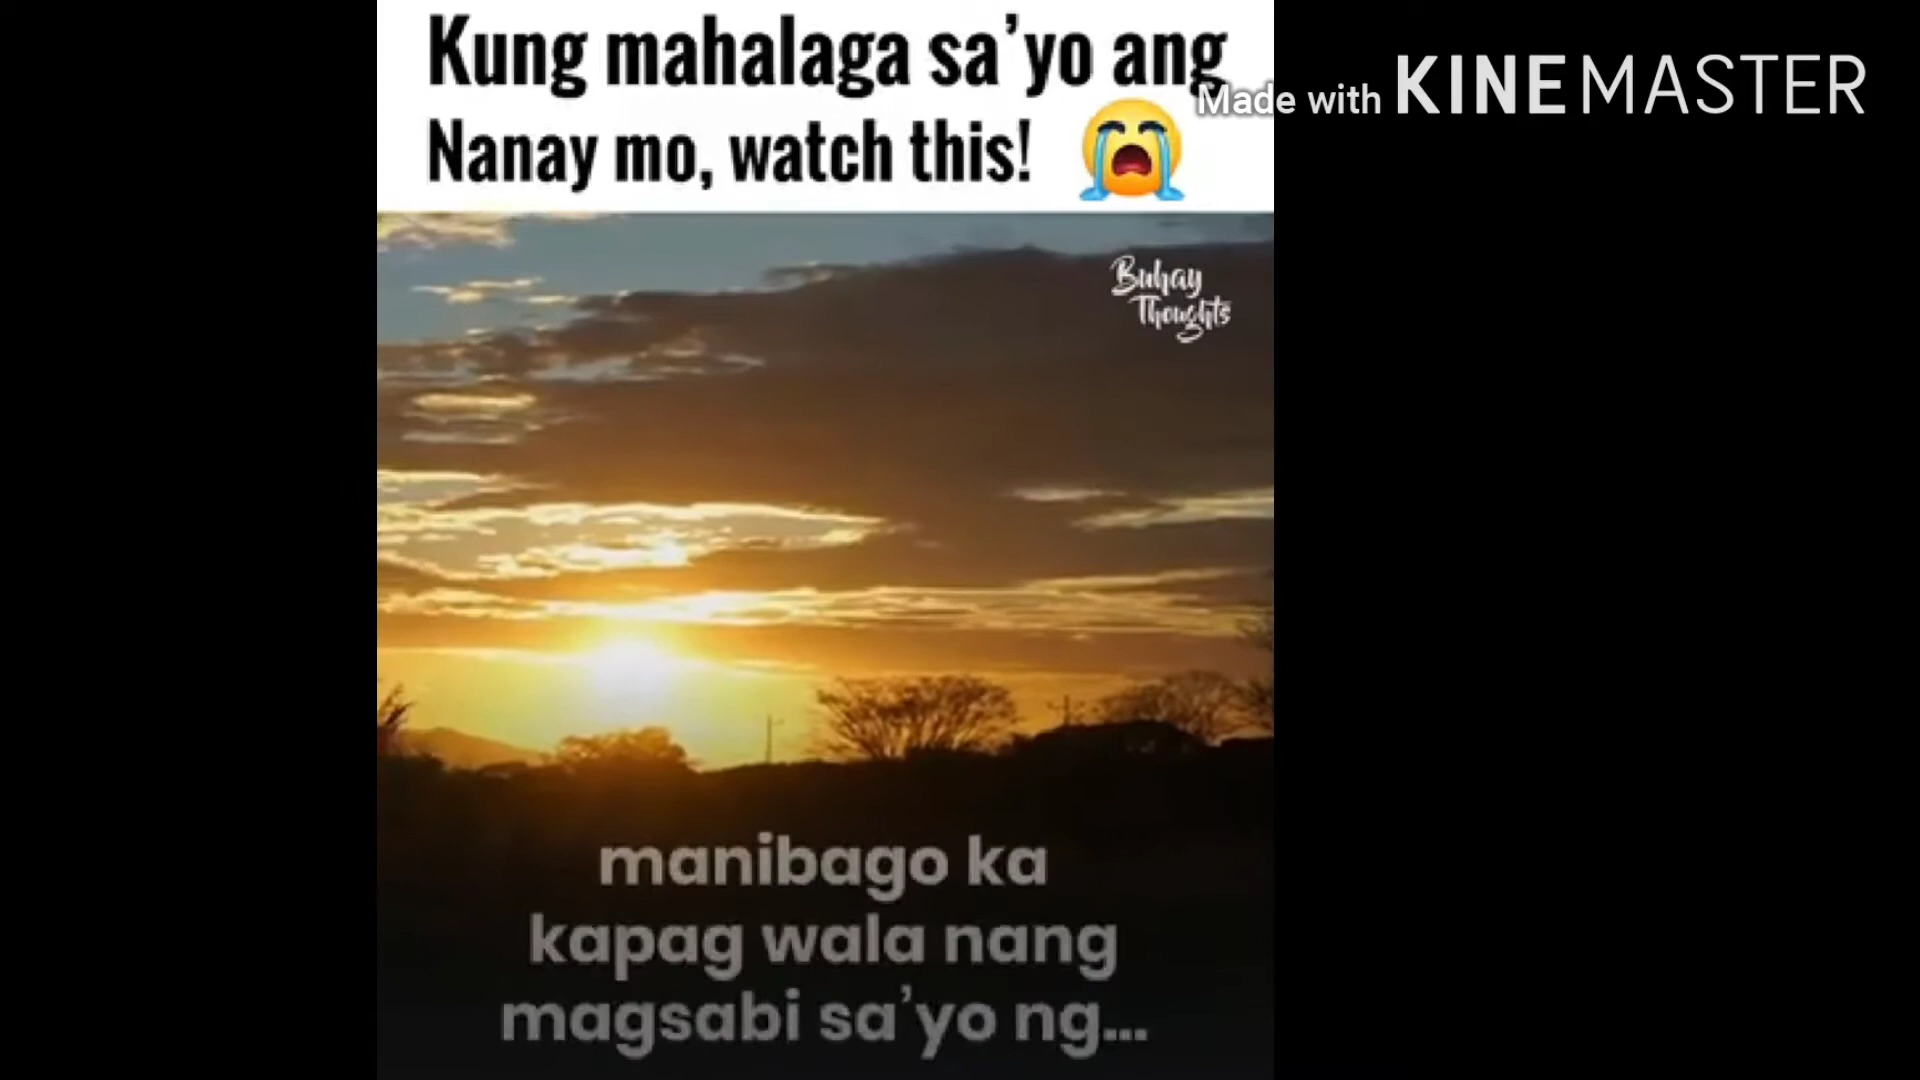 Kung mahalaga sa’yo ang
Nanay mo, watch this!
Made with KINEMASTER
Buhay
Thoughts
manibago ka
kapag wala nang
magsabi sa’yo ng...